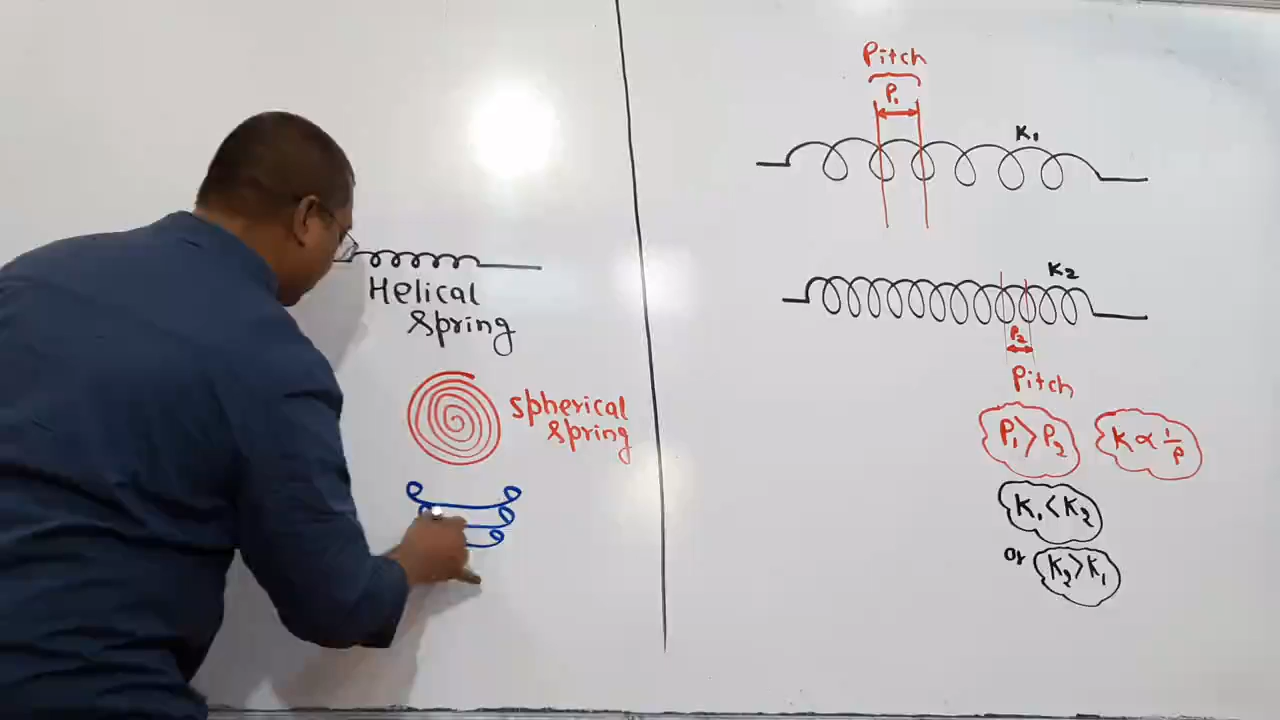 Helical
Spring
Spherical
Spring
Pitch
P₁
K₁
K₂
P₂
Pitch
P₁ > P₂
K ∝ 1/P
K₁ < K₂
or K₂ > K₁